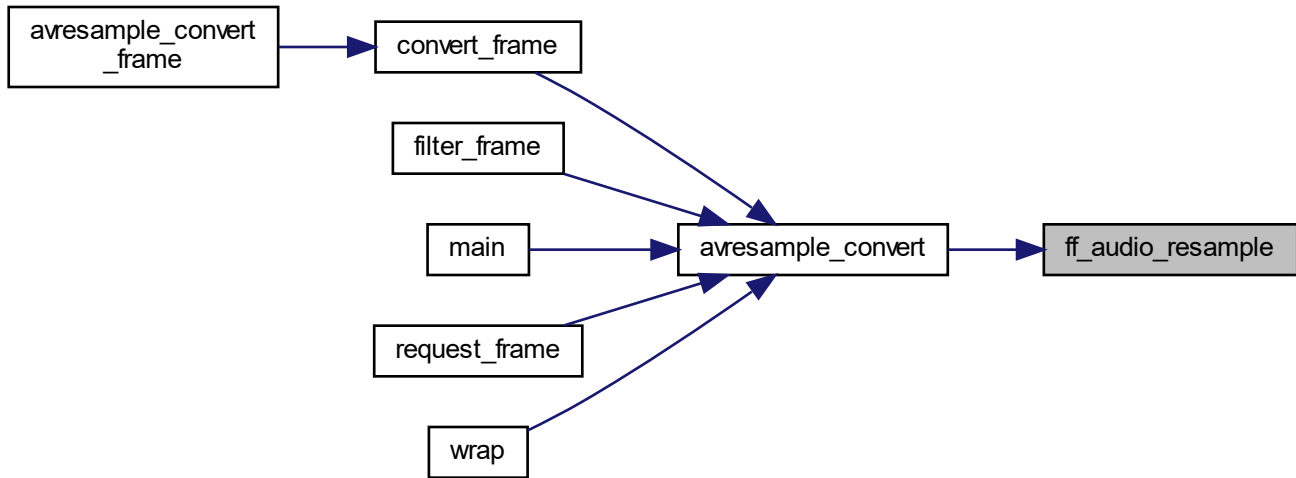 avresample_convert
_frame
convert_frame
filter_frame
main
avresample_convert
ff_audio_resample
request_frame
wrap